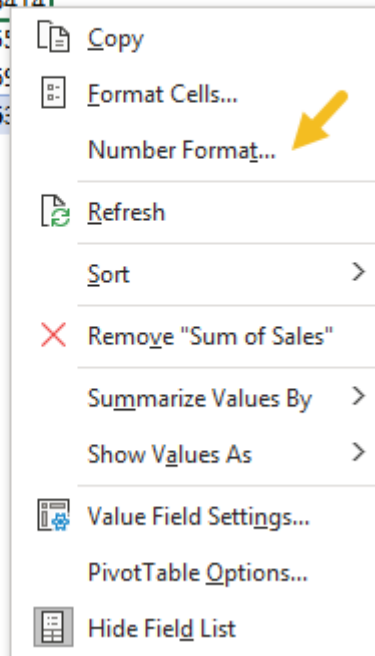 Copy
Format Cells...
Number Format...
Refresh
Sort
Remove "Sum of Sales"
Summarize Values By
Show Values As
Value Field Settings...
PivotTable Options...
Hide Field List